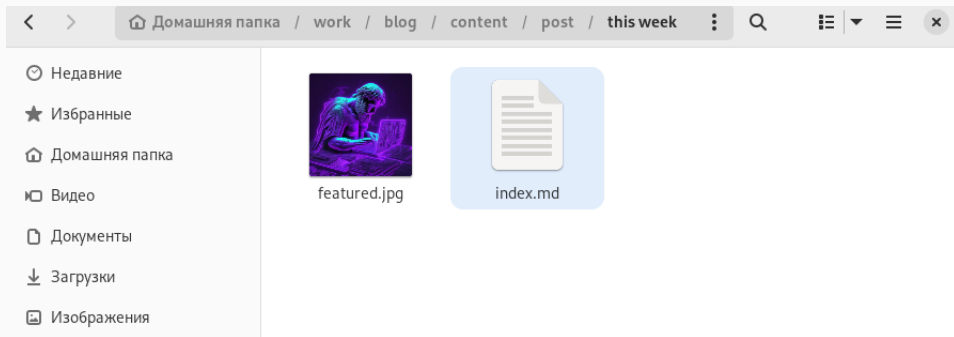 Домашняя папка / work / blog / content / post / this week
Недавние
Избранные
Домашняя папка
Видео
Документы
Загрузки
Изображения
featured.jpg
index.md